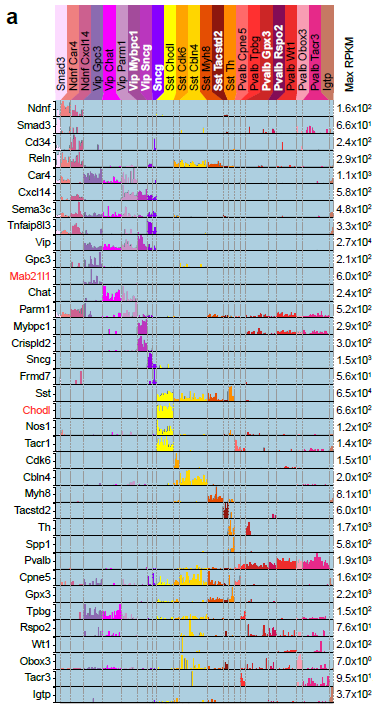 a
Smad3
Ndnf Car4
Ndnf Cxcl14
Vip Gpc3
Vip Chat
Vip Parm1
Vip Mybpc1
Vip Sncg
Sncg
Sst Chodl
Sst Cdk6
Sst Cbln4
Sst Myh8
Sst Tacstd2
Sst Th
Pvalb Cpne5
Pvalb Tpbg
Pvalb Gpx3
Pvalb Rspo2
Pvalb Wt1
Pvalb Obox3
Pvalb Tacr3
Igtp
Max RPKM
Ndnf 1.6x10²
Smad3 6.6x10¹
Cd34 2.4x10²
Reln 2.9x10²
Car4 1.1x10³
Cxcl14 5.8x10²
Sema3c 4.8x10²
Tnfaip8l3 3.3x10²
Vip 2.7x10⁴
Gpc3 2.1x10²
Mab21l1 6.0x10²
Chat 2.4x10²
Parm1 5.2x10²
Mybpc1 2.9x10²
Crispld2 3.0x10²
Sncg 1.5x10³
Frmd7 5.6x10¹
Sst 6.5x10⁴
Chodl 6.6x10²
Nos1 1.2x10²
Tacr1 1.4x10²
Cdk6 1.5x10¹
Cbln4 2.0x10²
Myh8 8.1x10¹
Tacstd2 6.0x10¹
Th 1.7x10³
Spp1 5.8x10²
Pvalb 1.9x10³
Cpne5 1.6x10²
Gpx3 2.2x10³
Tpbg 1.5x10²
Rspo2 7.6x10¹
Wt1 2.0x10²
Obox3 7.0x10⁰
Tacr3 9.5x10¹
Igtp 3.7x10²